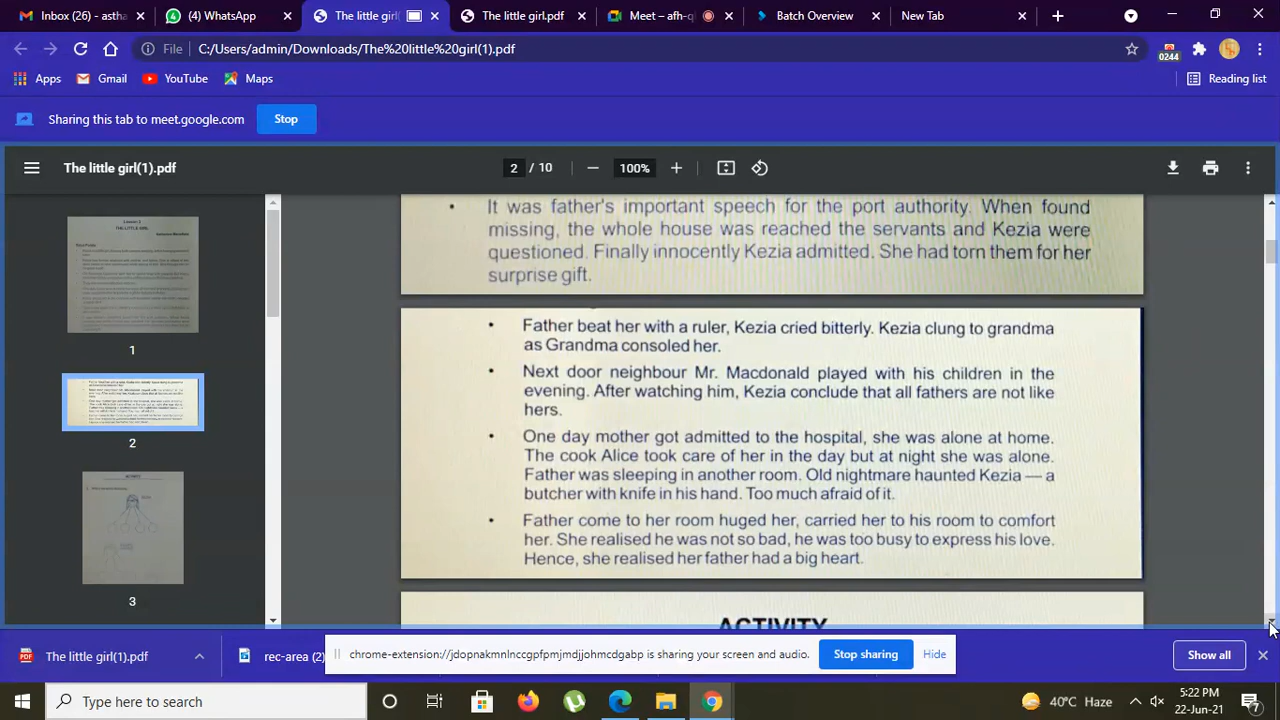 Inbox (26) - astha
(4) WhatsApp
The little girl
The little girl.pdf
Meet – afh-q
Batch Overview
New Tab
File
C:/Users/admin/Downloads/The%20little%20girl(1).pdf
0244
Apps
Gmail
YouTube
Maps
Reading list
Sharing this tab to meet.google.com
Stop
The little girl(1).pdf
2 / 10
100%
THE LITTLE GIRL
1
2
ACTIVITY
3
• It was father's important speech for the port authority. When found
missing, the whole house was reached the servants and Kezia were
questioned. Finally innocently Kezia admitted. She had torn them for her
surprise gift.
• Father beat her with a ruler, Kezia cried bitterly. Kezia clung to grandma
as Grandma consoled her.
• Next door neighbour Mr. Macdonald played with his children in the
evening. After watching him, Kezia conclude that all fathers are not like
hers.
• One day mother got admitted to the hospital, she was alone at home.
The cook Alice took care of her in the day but at night she was alone.
Father was sleeping in another room. Old nightmare haunted Kezia — a
butcher with knife in his hand. Too much afraid of it.
• Father come to her room huged her, carried her to his room to comfort
her. She realised he was not so bad, he was too busy to express his love.
Hence, she realised her father had a big heart.
ACTIVITY
The little girl(1).pdf
rec-area (2)
chrome-extension://jdopnakmnlnccgpfpmjmdjjohmcdgabp is sharing your screen and audio.
Stop sharing
Hide
Show all
Type here to search
40°C Haze
5:22 PM
22-Jun-21
7